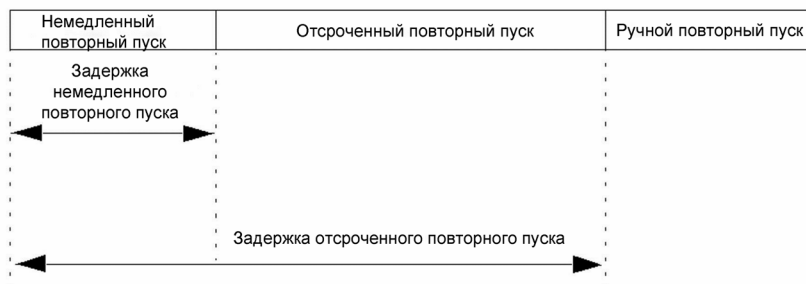 Немедленный
повторный пуск
Отсроченный повторный пуск
Ручной повторный пуск
Задержка
немедленного
повторного пуска
Задержка отсроченного повторного пуска